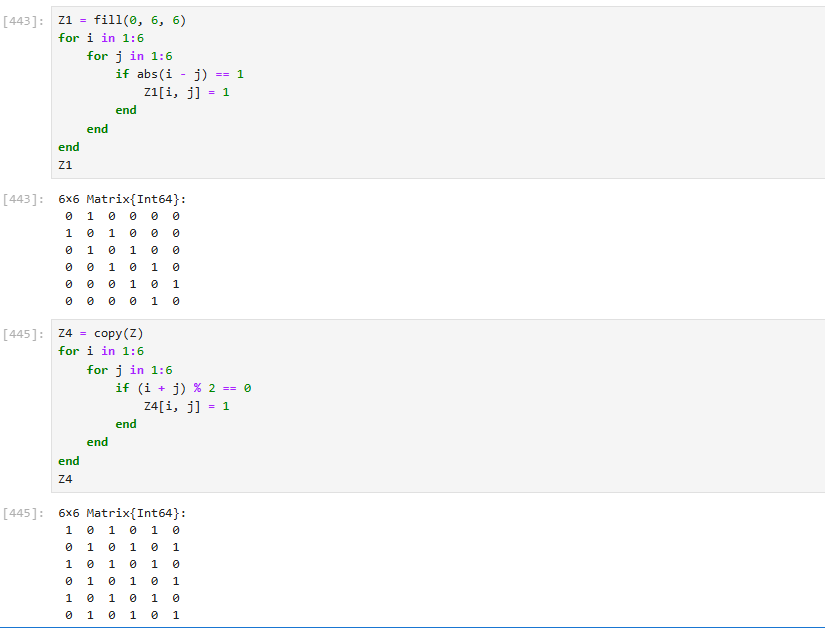 [443]: Z1 = fill(0, 6, 6)
for i in 1:6
    for j in 1:6
        if abs(i - j) == 1
            Z1[i, j] = 1
        end
    end
end
Z1
[443]: 6×6 Matrix{Int64}:
 0  1  0  0  0  0
 1  0  1  0  0  0
 0  1  0  1  0  0
 0  0  1  0  1  0
 0  0  0  1  0  1
 0  0  0  0  1  0
[445]: Z4 = copy(Z)
for i in 1:6
    for j in 1:6
        if (i + j) % 2 == 0
            Z4[i, j] = 1
        end
    end
end
Z4
[445]: 6×6 Matrix{Int64}:
 1  0  1  0  1  0
 0  1  0  1  0  1
 1  0  1  0  1  0
 0  1  0  1  0  1
 1  0  1  0  1  0
 0  1  0  1  0  1